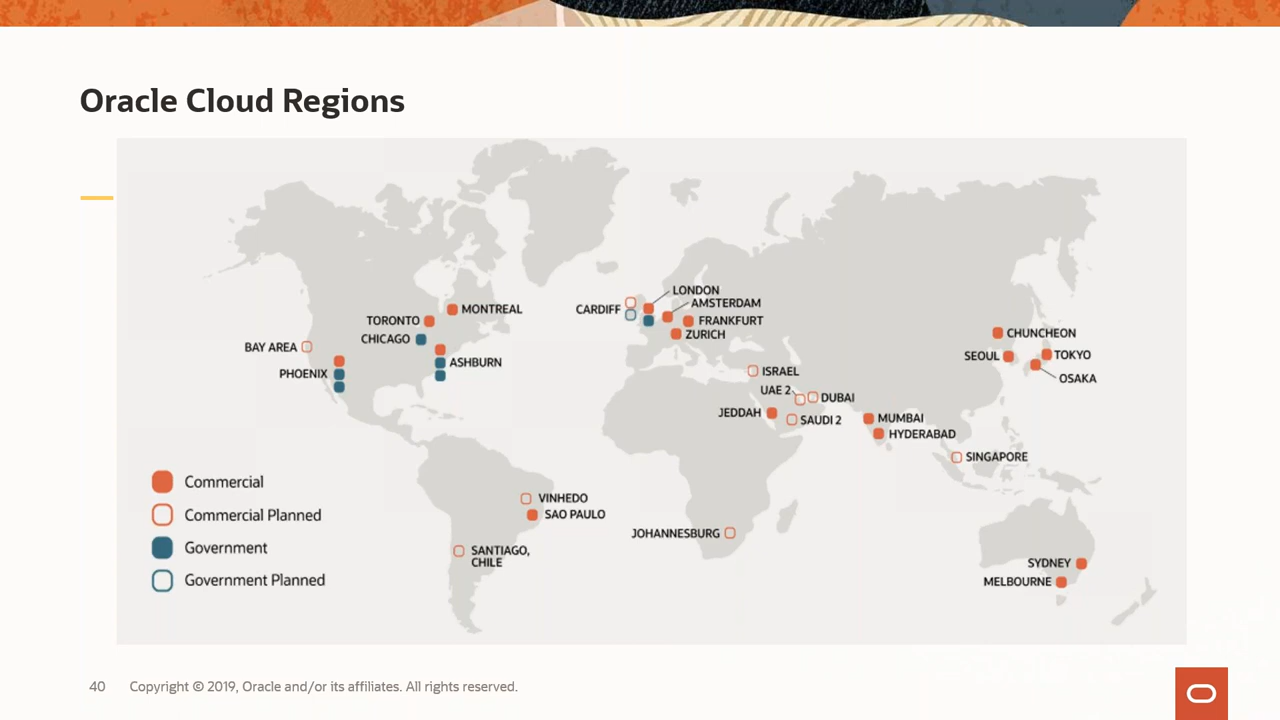 Oracle Cloud Regions
LONDON
AMSTERDAM
CARDIFF
MONTREAL
TORONTO
FRANKFURT
CHICAGO
ZURICH
CHUNCHEON
BAY AREA
SEOUL
TOKYO
ASHBURN
PHOENIX
ISRAEL
OSAKA
UAE 2
DUBAI
JEDDAH
SAUDI 2
MUMBAI
HYDERABAD
SINGAPORE
Commercial
VINHEDO
Commercial Planned
SAO PAULO
JOHANNESBURG
Government
SANTIAGO,
CHILE
SYDNEY
Government Planned
MELBOURNE
40
Copyright © 2019, Oracle and/or its affiliates. All rights reserved.